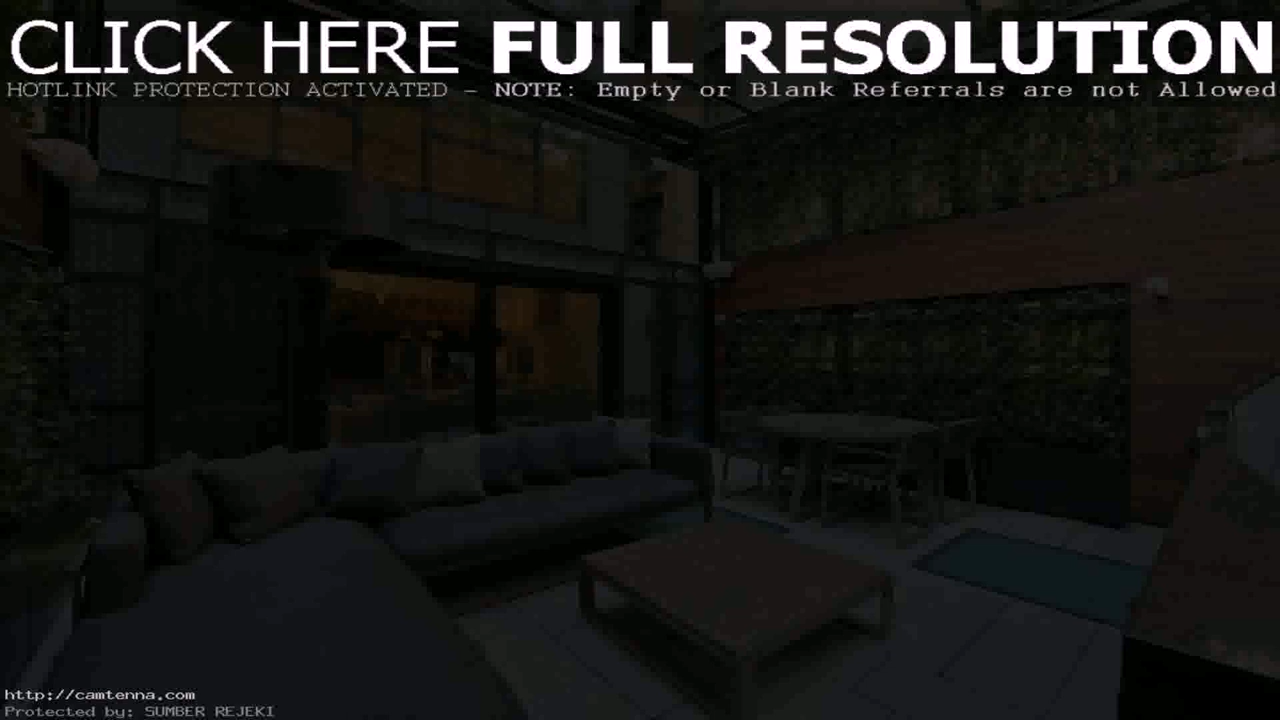 CLICK HERE FULL RESOLUTION
HOTLINK PROTECTION ACTIVATED - NOTE: Empty or Blank Referrals are not Allowed
http://camtenna.com
Protected by: SUMBER REJEKI